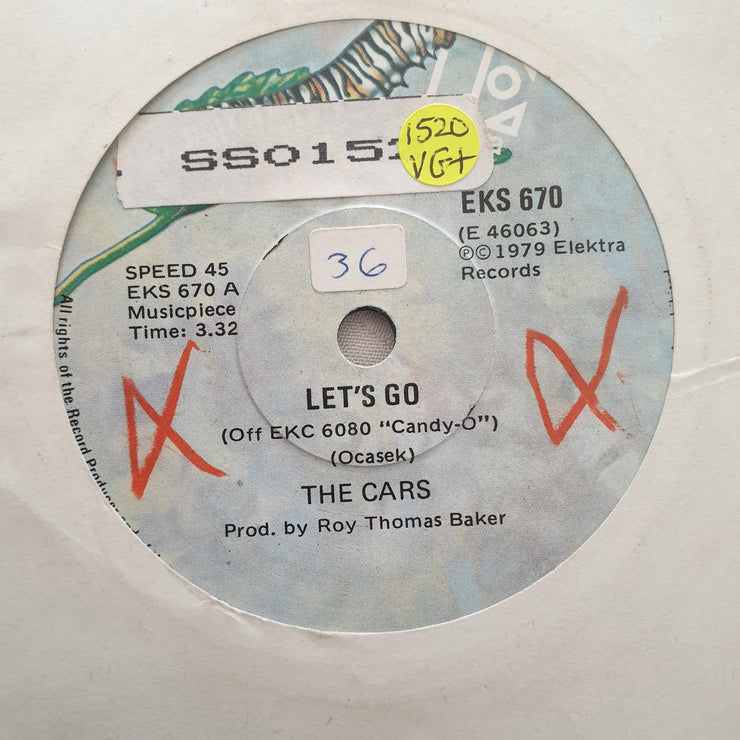 SS015
1520
VG+
EKS 670
(E 46063)
℗© 1979 Elektra
Records
36
SPEED 45
EKS 670 A
Musicpiece
Time: 3.32
All rights of the Record
LET'S GO
(Off EKC 6080 "Candy-O")
(Ocasek)
THE CARS
Prod. by Roy Thomas Baker